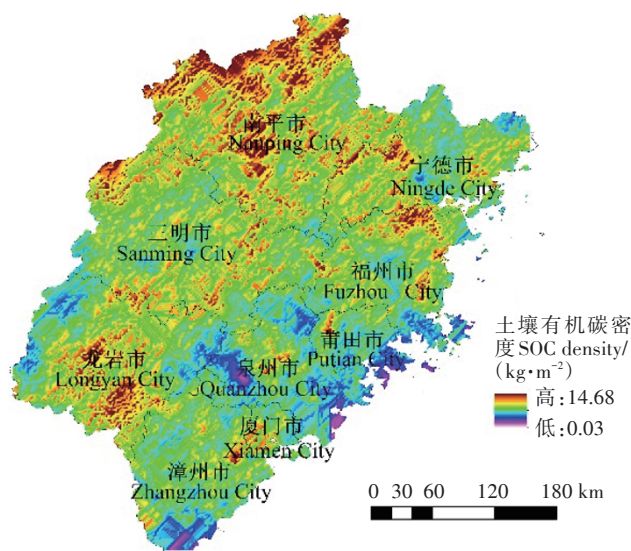 南平市
Nanping City
宁德市
Ningde City
三明市
Sanming City
福州市
Fuzhou City
莆田市
Putian City
龙岩市
Longyan City
泉州市
Quanzhou City
厦门市
Xiamen City
漳州市
Zhangzhou City
土壤有机碳密
度SOC density/
(kg·m⁻²)
高:14.68
低:0.03
0 30 60 120 180 km